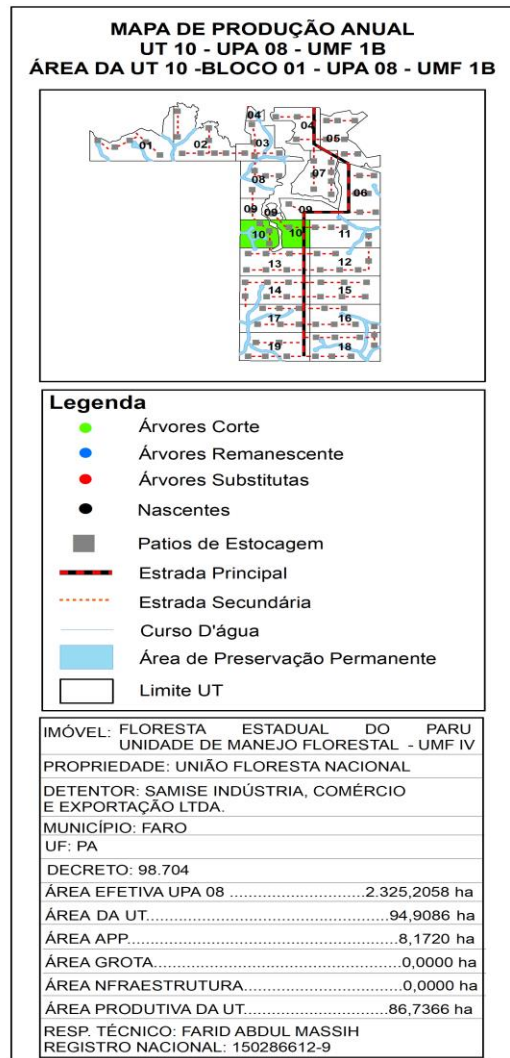 MAPA DE PRODUÇÃO ANUAL
UT 10 - UPA 08 - UMF 1B
ÁREA DA UT 10 -BLOCO 01 - UPA 08 - UMF 1B
04
04
01
02
03
05
08
07
06
09
09
09
10
10
11
13
12
14
15
17
16
19
18
Legenda
Árvores Corte
Árvores Remanescente
Árvores Substitutas
Nascentes
Patios de Estocagem
Estrada Principal
Estrada Secundária
Curso D'água
Área de Preservação Permanente
Limite UT
IMÓVEL: FLORESTA ESTADUAL DO PARU
UNIDADE DE MANEJO FLORESTAL - UMF IV
PROPRIEDADE: UNIÃO FLORESTA NACIONAL
DETENTOR: SAMISE INDÚSTRIA, COMÉRCIO
E EXPORTAÇÃO LTDA.
MUNICÍPIO: FARO
UF: PA
DECRETO: 98.704
ÁREA EFETIVA UPA 08 ....................2.325,2058 ha
ÁREA DA UT....................................94,9086 ha
ÁREA APP.......................................8,1720 ha
ÁREA GROTA...................................0,0000 ha
ÁREA NFRAESTRUTURA....................0,0000 ha
ÁREA PRODUTIVA DA UT...................86,7366 ha
RESP. TÉCNICO: FARID ABDUL MASSIH
REGISTRO NACIONAL: 150286612-9